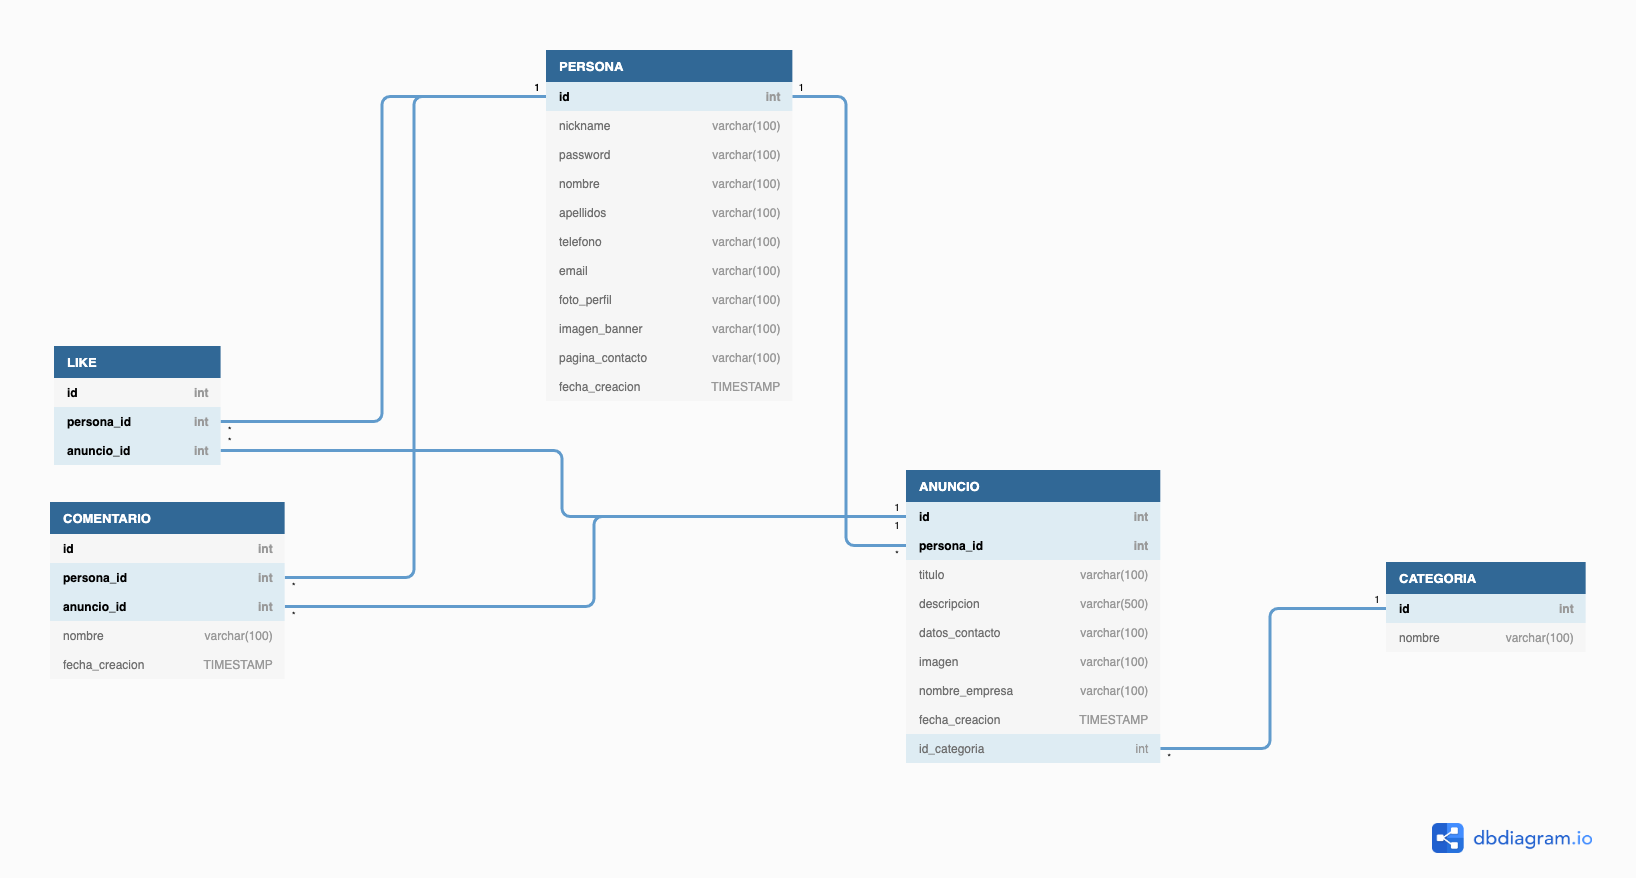 PERSONA
1
id int
1
nickname varchar(100)
password varchar(100)
nombre varchar(100)
apellidos varchar(100)
telefono varchar(100)
email varchar(100)
foto_perfil varchar(100)
imagen_banner varchar(100)
pagina_contacto varchar(100)
fecha_creacion TIMESTAMP
LIKE
id int
persona_id int
*
*
anuncio_id int
COMENTARIO
id int
persona_id int
*
anuncio_id int
*
nombre varchar(100)
fecha_creacion TIMESTAMP
ANUNCIO
1
id int
1
persona_id int
*
titulo varchar(100)
descripcion varchar(500)
datos_contacto varchar(100)
imagen varchar(100)
nombre_empresa varchar(100)
fecha_creacion TIMESTAMP
id_categoria int
*
CATEGORIA
1
id int
nombre varchar(100)
dbdiagram.io